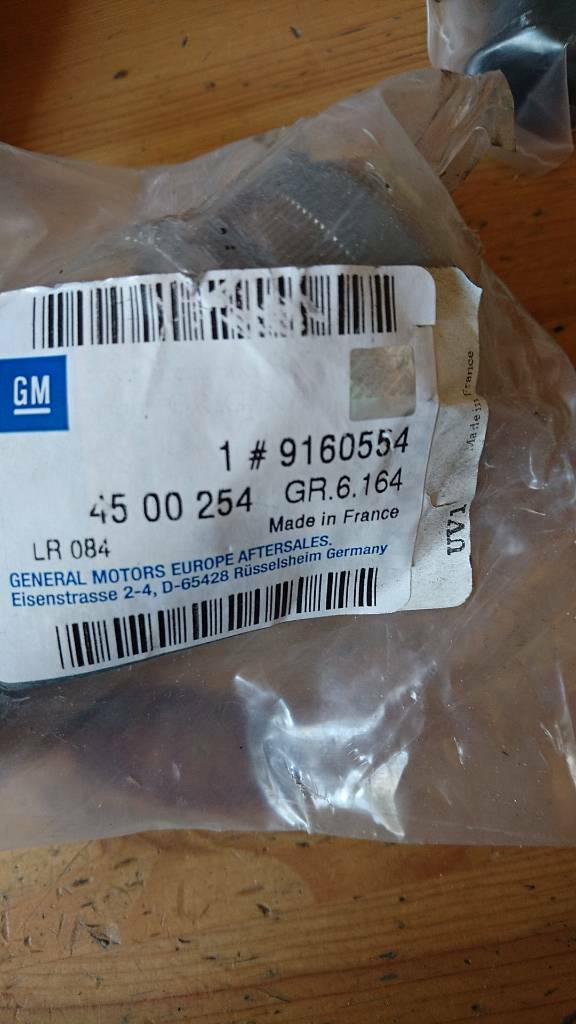 GM
1 # 9160554
45 00 254 GR.6.164
Made in France
LR 084
GENERAL MOTORS EUROPE AFTERSALES.
Eisenstrasse 2-4, D-65428 Rüsselsheim Germany
Made in France
UV1